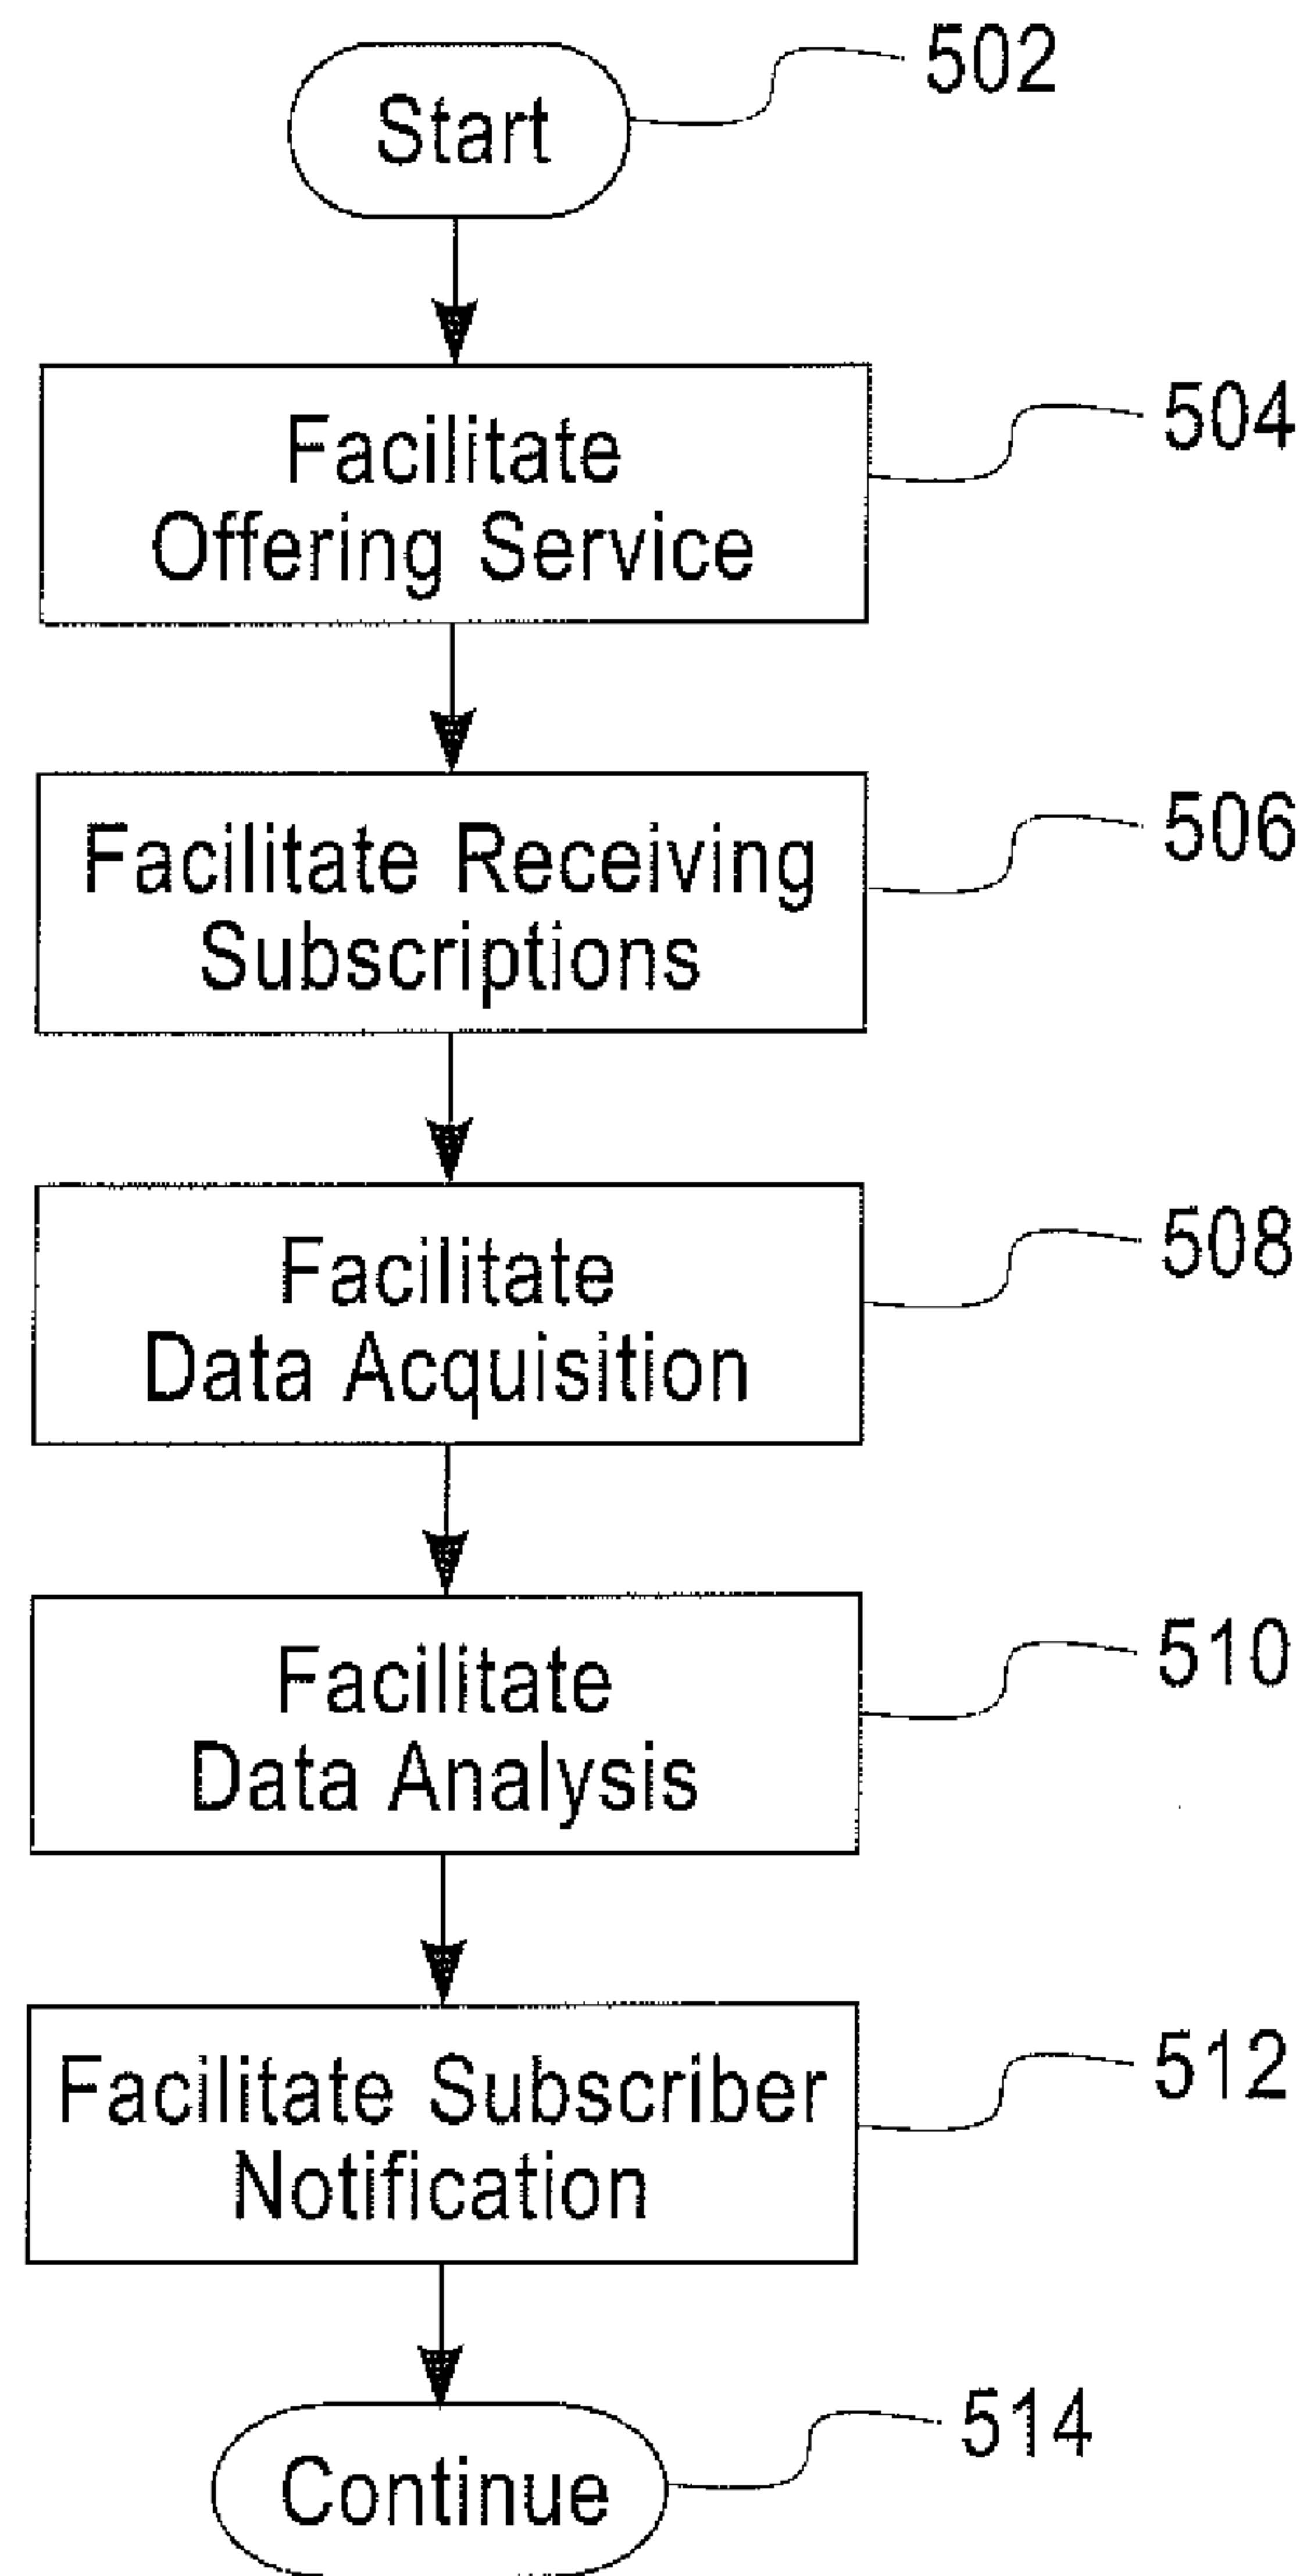 Start
502
Facilitate
Offering Service
504
Facilitate Receiving
Subscriptions
506
Facilitate
Data Acquisition
508
Facilitate
Data Analysis
510
Facilitate Subscriber
Notification
512
Continue
514